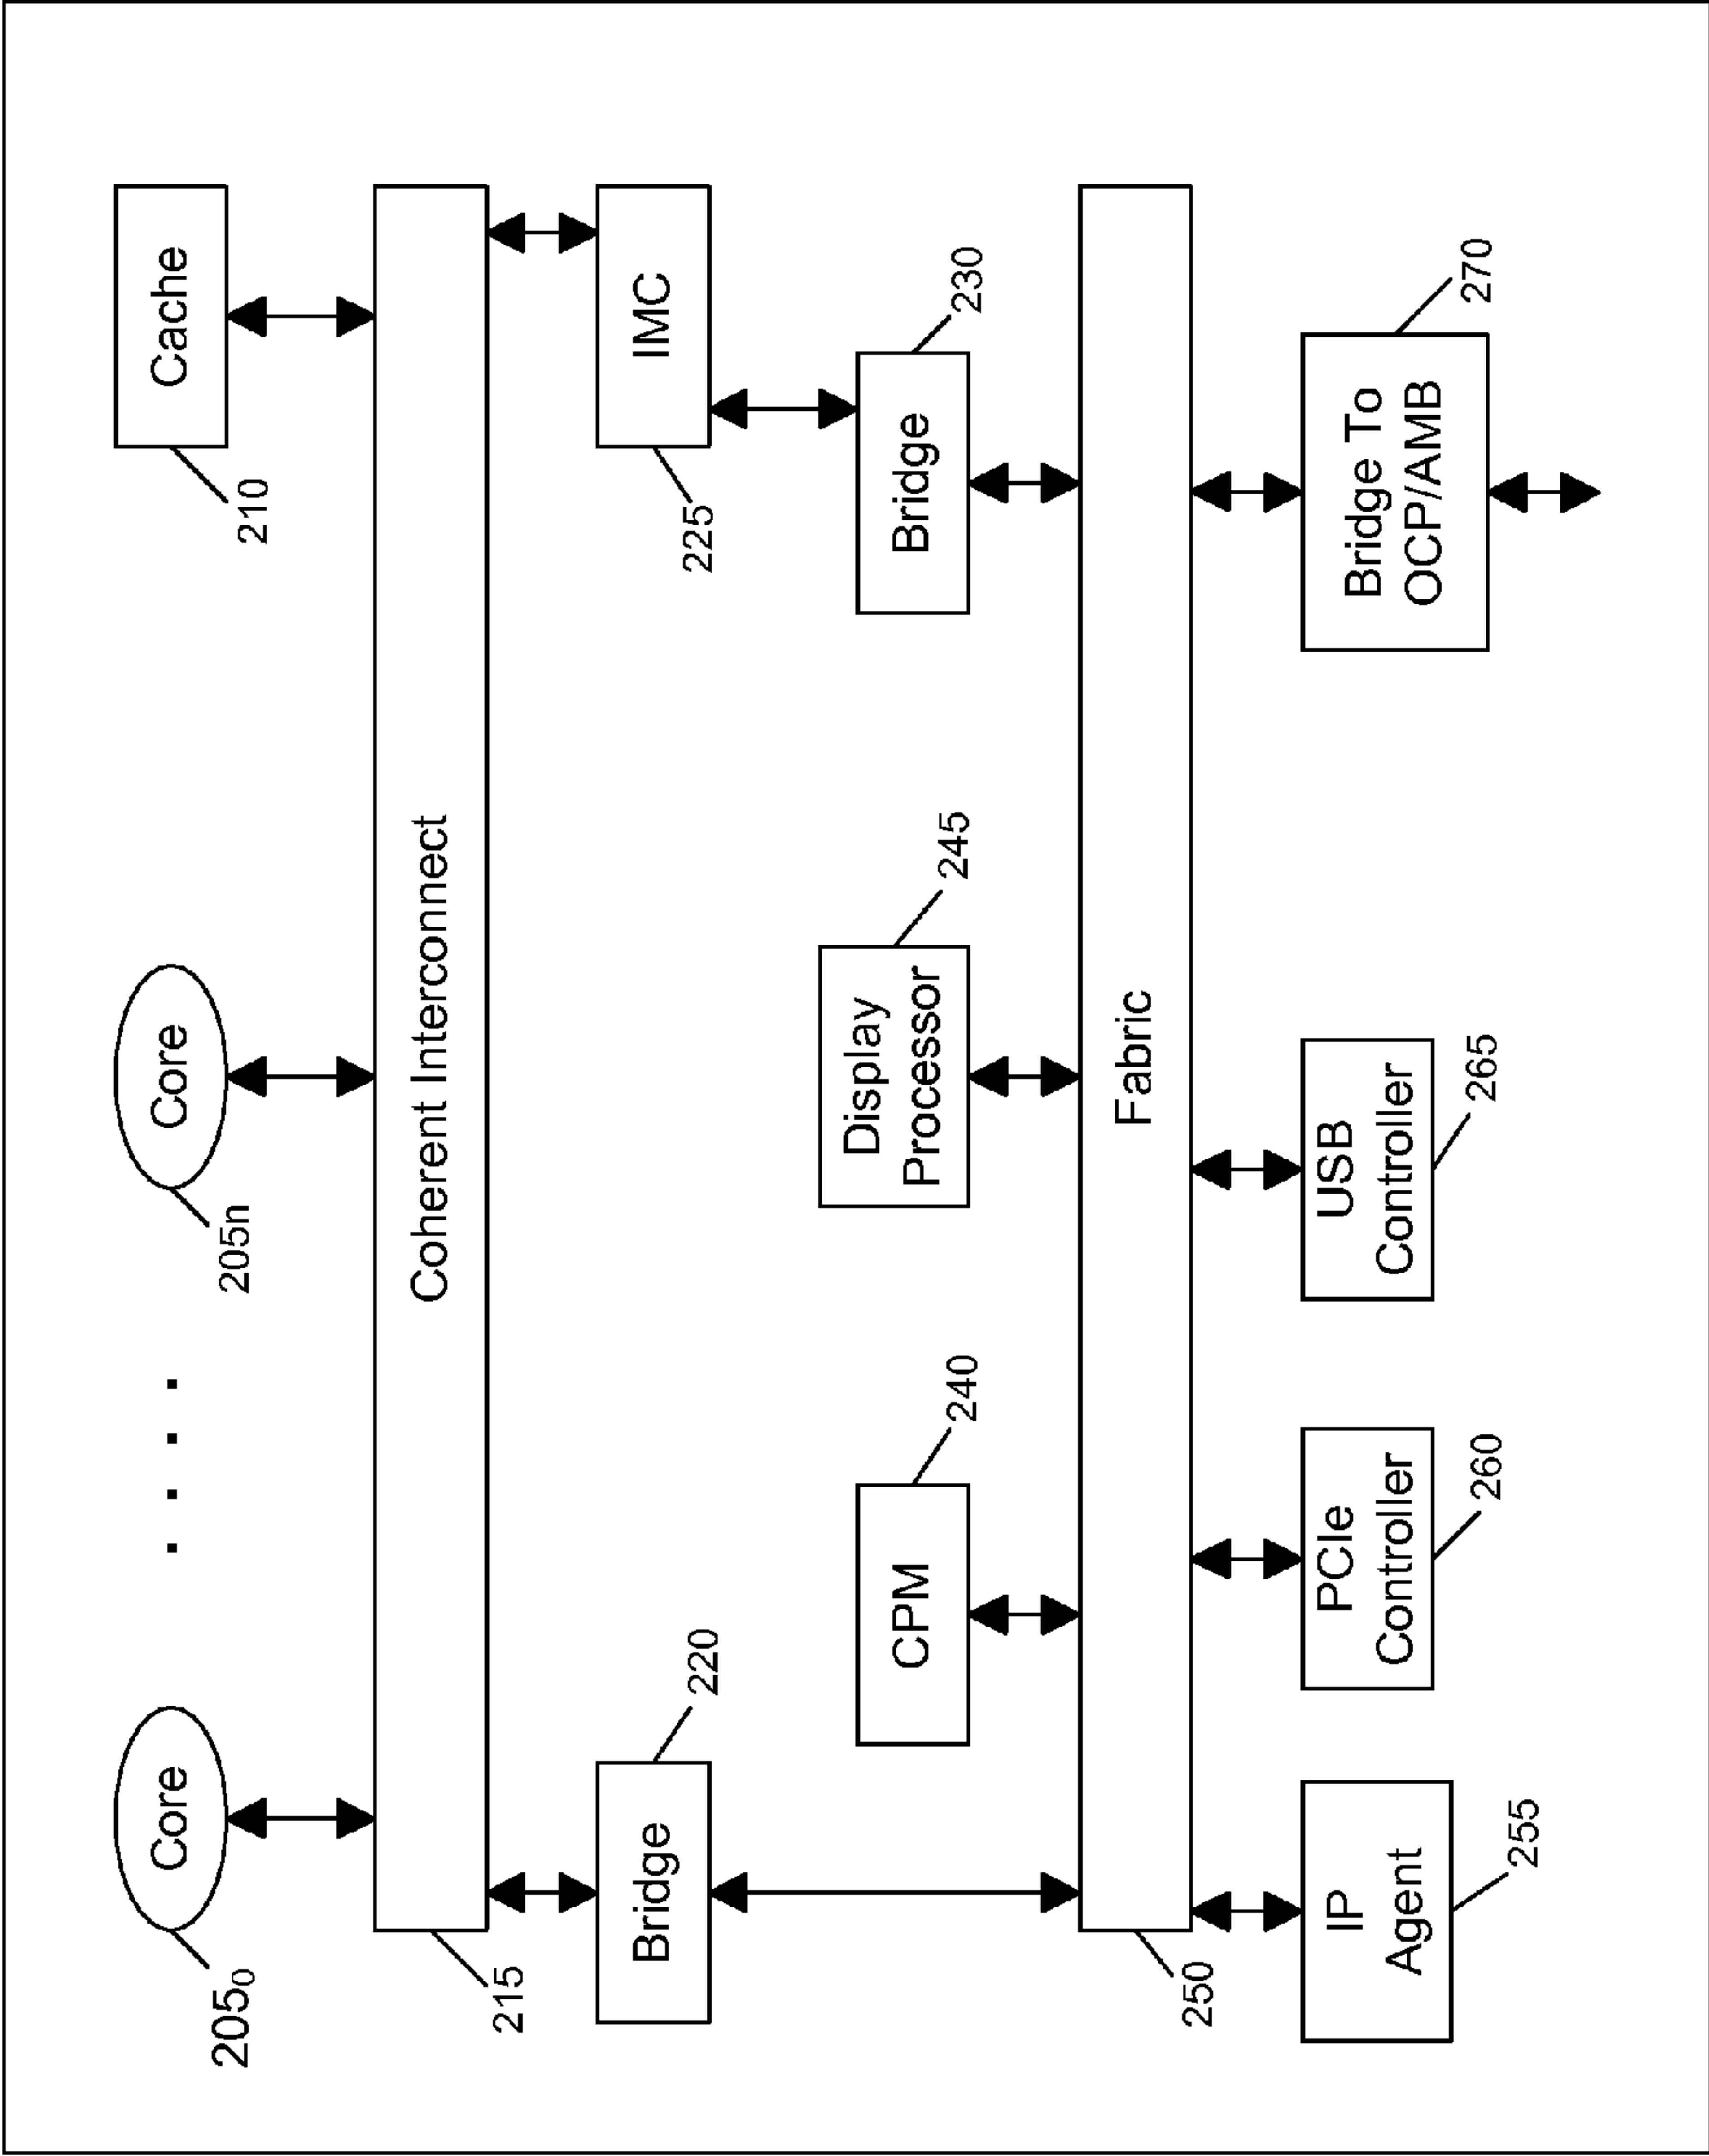 Core
205₀
. . . .
Core
205n
Cache
210
Coherent Interconnect
215
Bridge
220
IMC
225
CPM
240
Display
Processor
245
Bridge
230
Fabric
250
IP
Agent
255
PCIe
Controller
260
USB
Controller
265
Bridge To
OCP/AMB
270